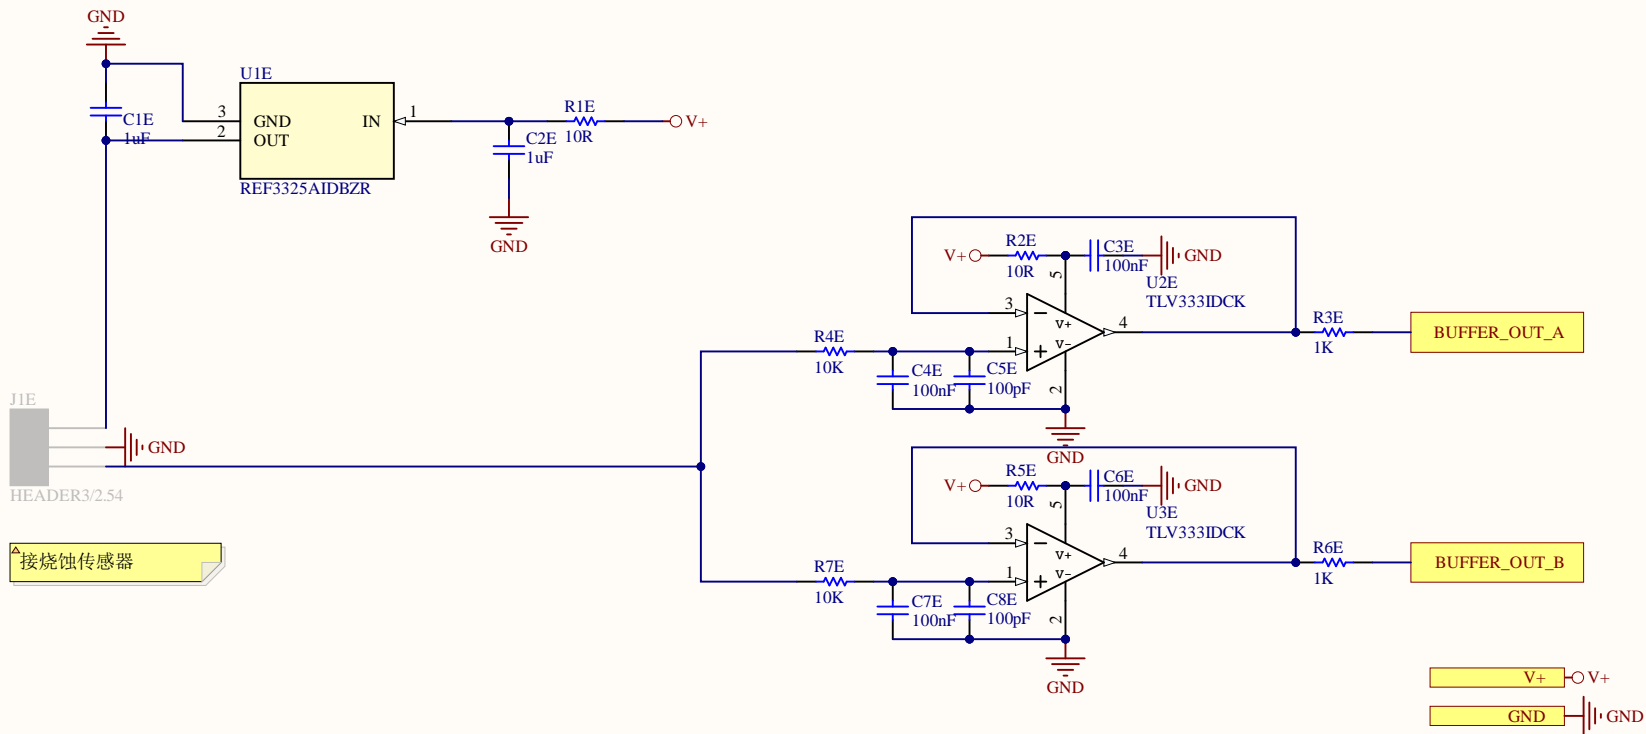 GND
U1E
C1E
1uF
3
GND
2
OUT
IN
1
REF3325AIDBZR
R1E
10R
V+
C2E
1uF
GND
V+
R2E
10R
5
C3E
100nF
GND
U2E
TLV333IDCK
3
V+
V-
4
1
2
R4E
10K
C4E
100nF
C5E
100pF
GND
R3E
1K
BUFFER_OUT_A
J1E
GND
HEADER3/2.54
接烧蚀传感器
V+
R5E
10R
5
C6E
100nF
GND
U3E
TLV333IDCK
3
V+
V-
4
1
2
R7E
10K
C7E
100nF
C8E
100pF
GND
R6E
1K
BUFFER_OUT_B
V+
V+
GND
GND